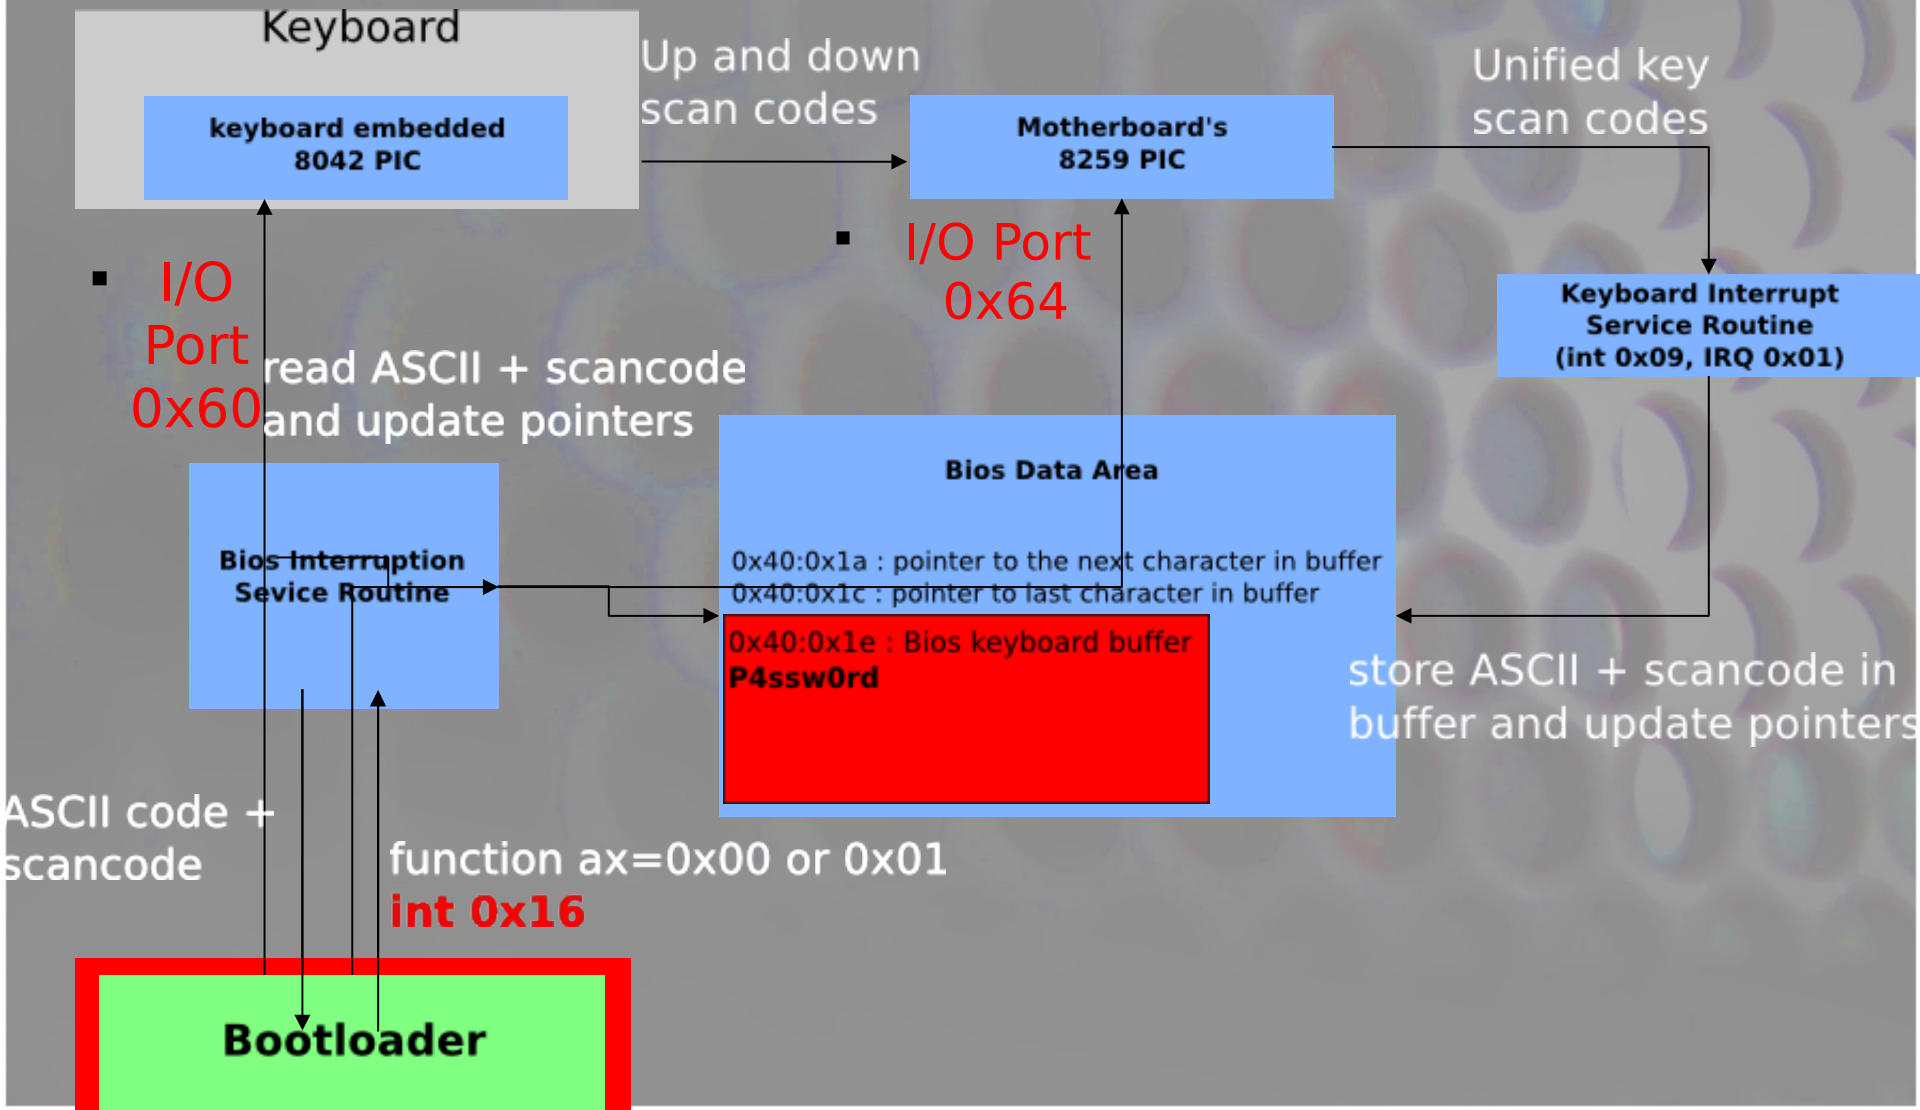 Keyboard
keyboard embedded
8042 PIC
Up and down
scan codes
Motherboard's
8259 PIC
Unified key
scan codes
I/O
Port
0x60
I/O Port
0x64
Keyboard Interrupt
Service Routine
(int 0x09, IRQ 0x01)
read ASCII + scancode
and update pointers
Bios Interruption
Sevice Routine
Bios Data Area
0x40:0x1a : pointer to the next character in buffer
0x40:0x1c : pointer to last character in buffer
0x40:0x1e : Bios keyboard buffer
P4ssw0rd
store ASCII + scancode in
buffer and update pointers
ASCII code +
scancode
function ax=0x00 or 0x01
int 0x16
Bootloader